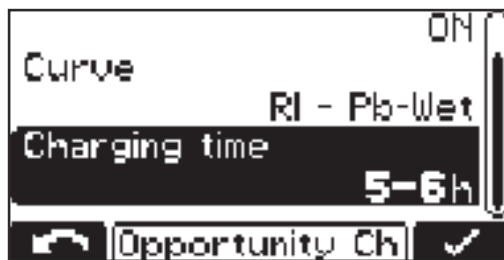 ON
Curve
RI - Pb-Wet
Charging time
5-6h
Opportunity Ch